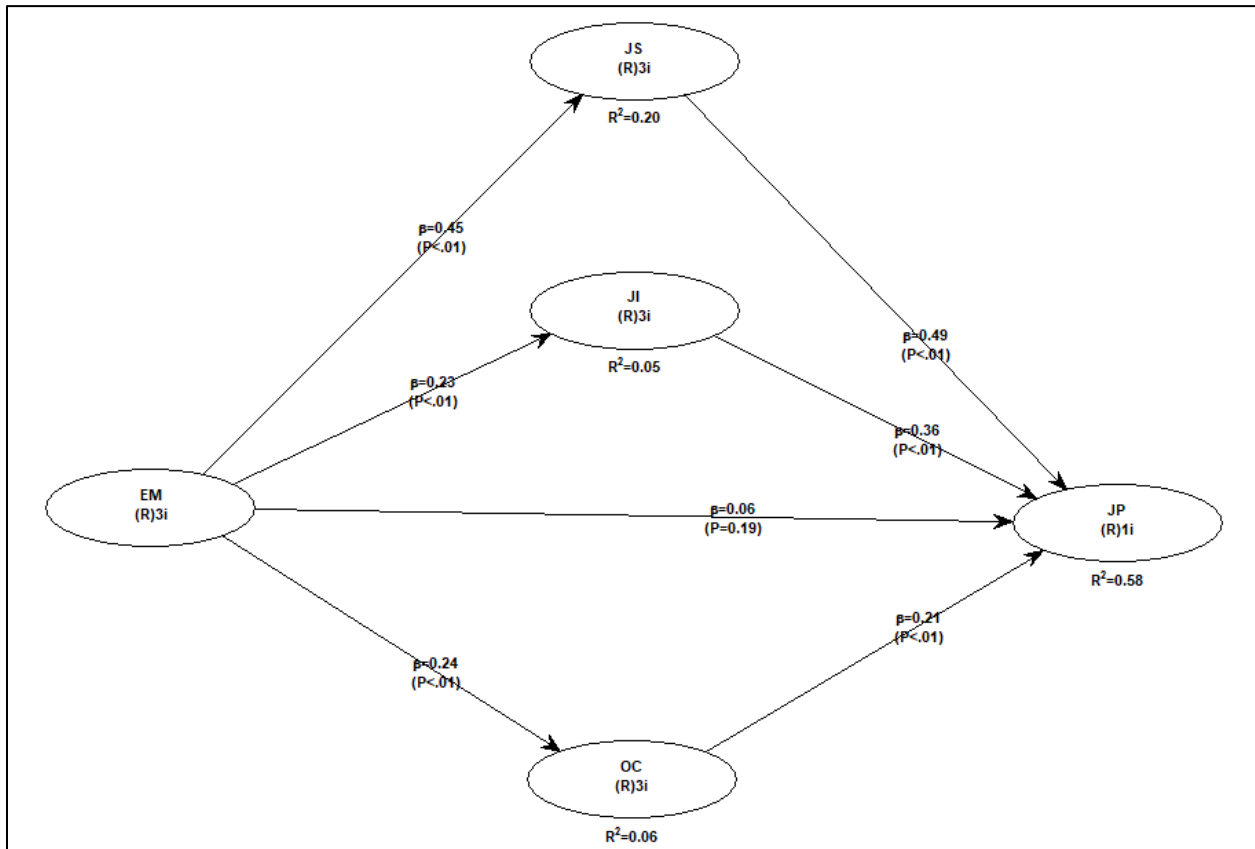 JS
(R)3i
R²=0.20
β=0.45
(P<.01)
JI
(R)3i
R²=0.05
β=0.49
(P<.01)
β=0.23
(P<.01)
β=0.36
(P<.01)
EM
(R)3i
β=0.06
(P=0.19)
JP
(R)1i
R²=0.58
β=0.21
(P<.01)
β=0.24
(P<.01)
OC
(R)3i
R²=0.06